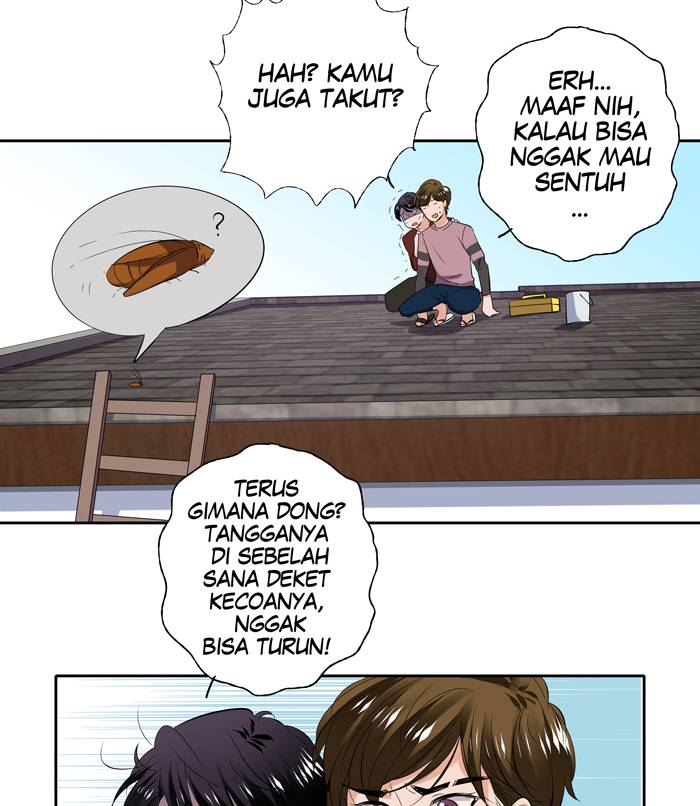 HAH? KAMU
JUGA TAKUT?
ERH...
MAAF NIH,
KALAU BISA
NGGAK MAU
SENTUH
...
?
TERUS
GIMANA DONG?
TANGGANYA
DI SEBELAH
SANA DEKET
KECOANYA,
NGGAK
BISA TURUN!